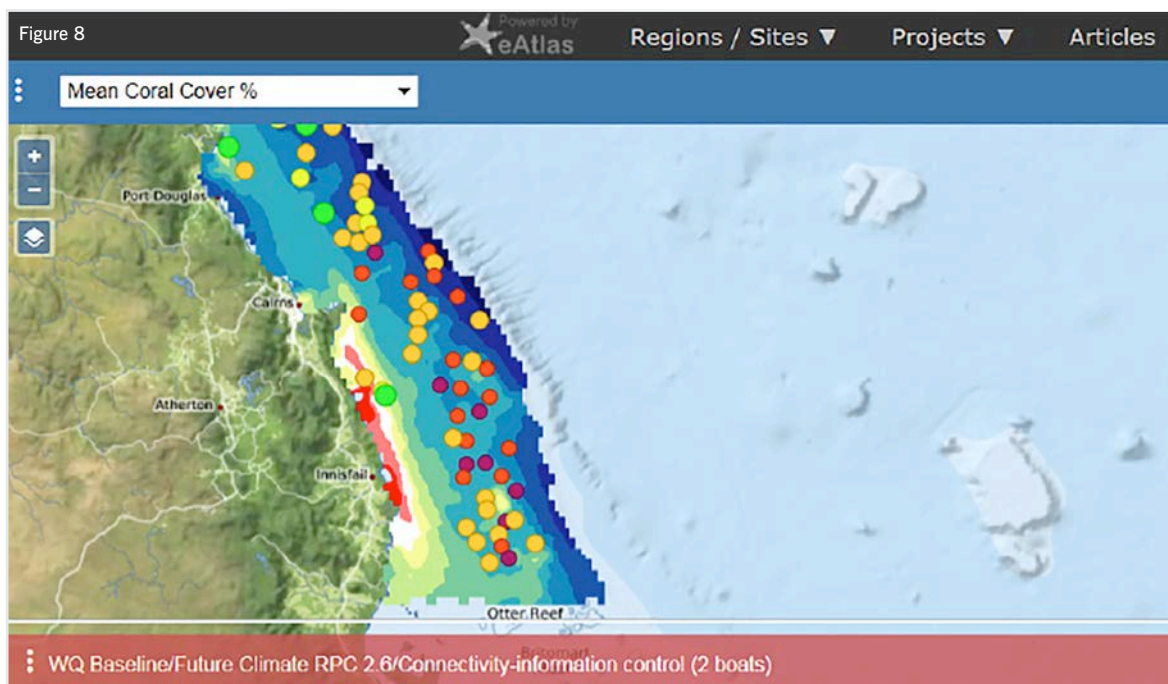 Figure 8
Powered by
eAtlas
Regions / Sites ▼
Projects ▼
Articles
Mean Coral Cover %
+
−
Port Douglas
Cairns
Atherton
Innisfail
Otter Reef
Britomart
WQ Baseline/Future Climate RPC 2.6/Connectivity-information control (2 boats)